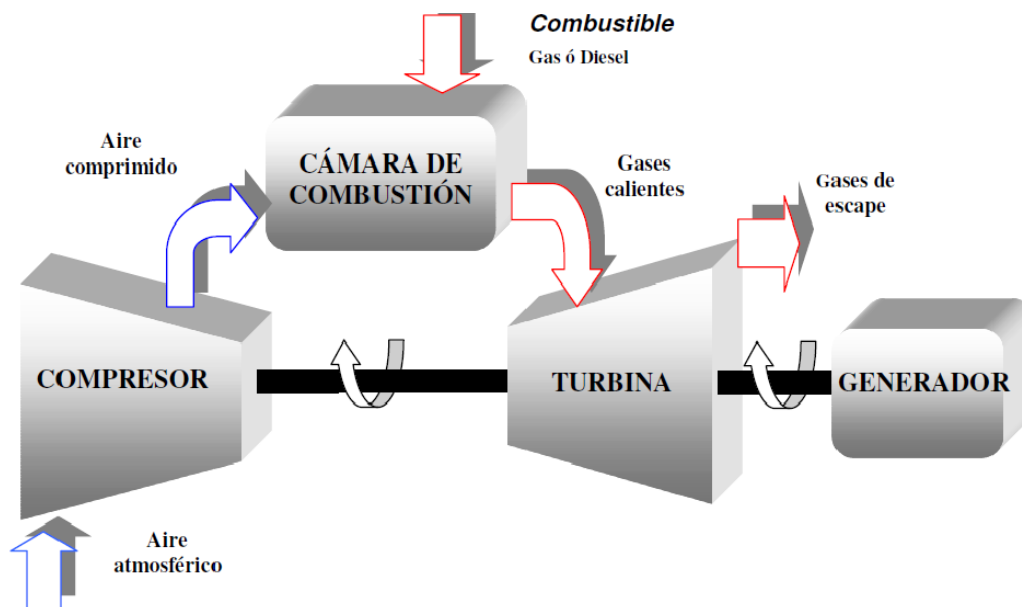 Combustible
Gas ó Diesel
Aire
comprimido
CÁMARA DE
COMBUSTIÓN
Gases
calientes
Gases de
escape
COMPRESOR
TURBINA
GENERADOR
Aire
atmosférico